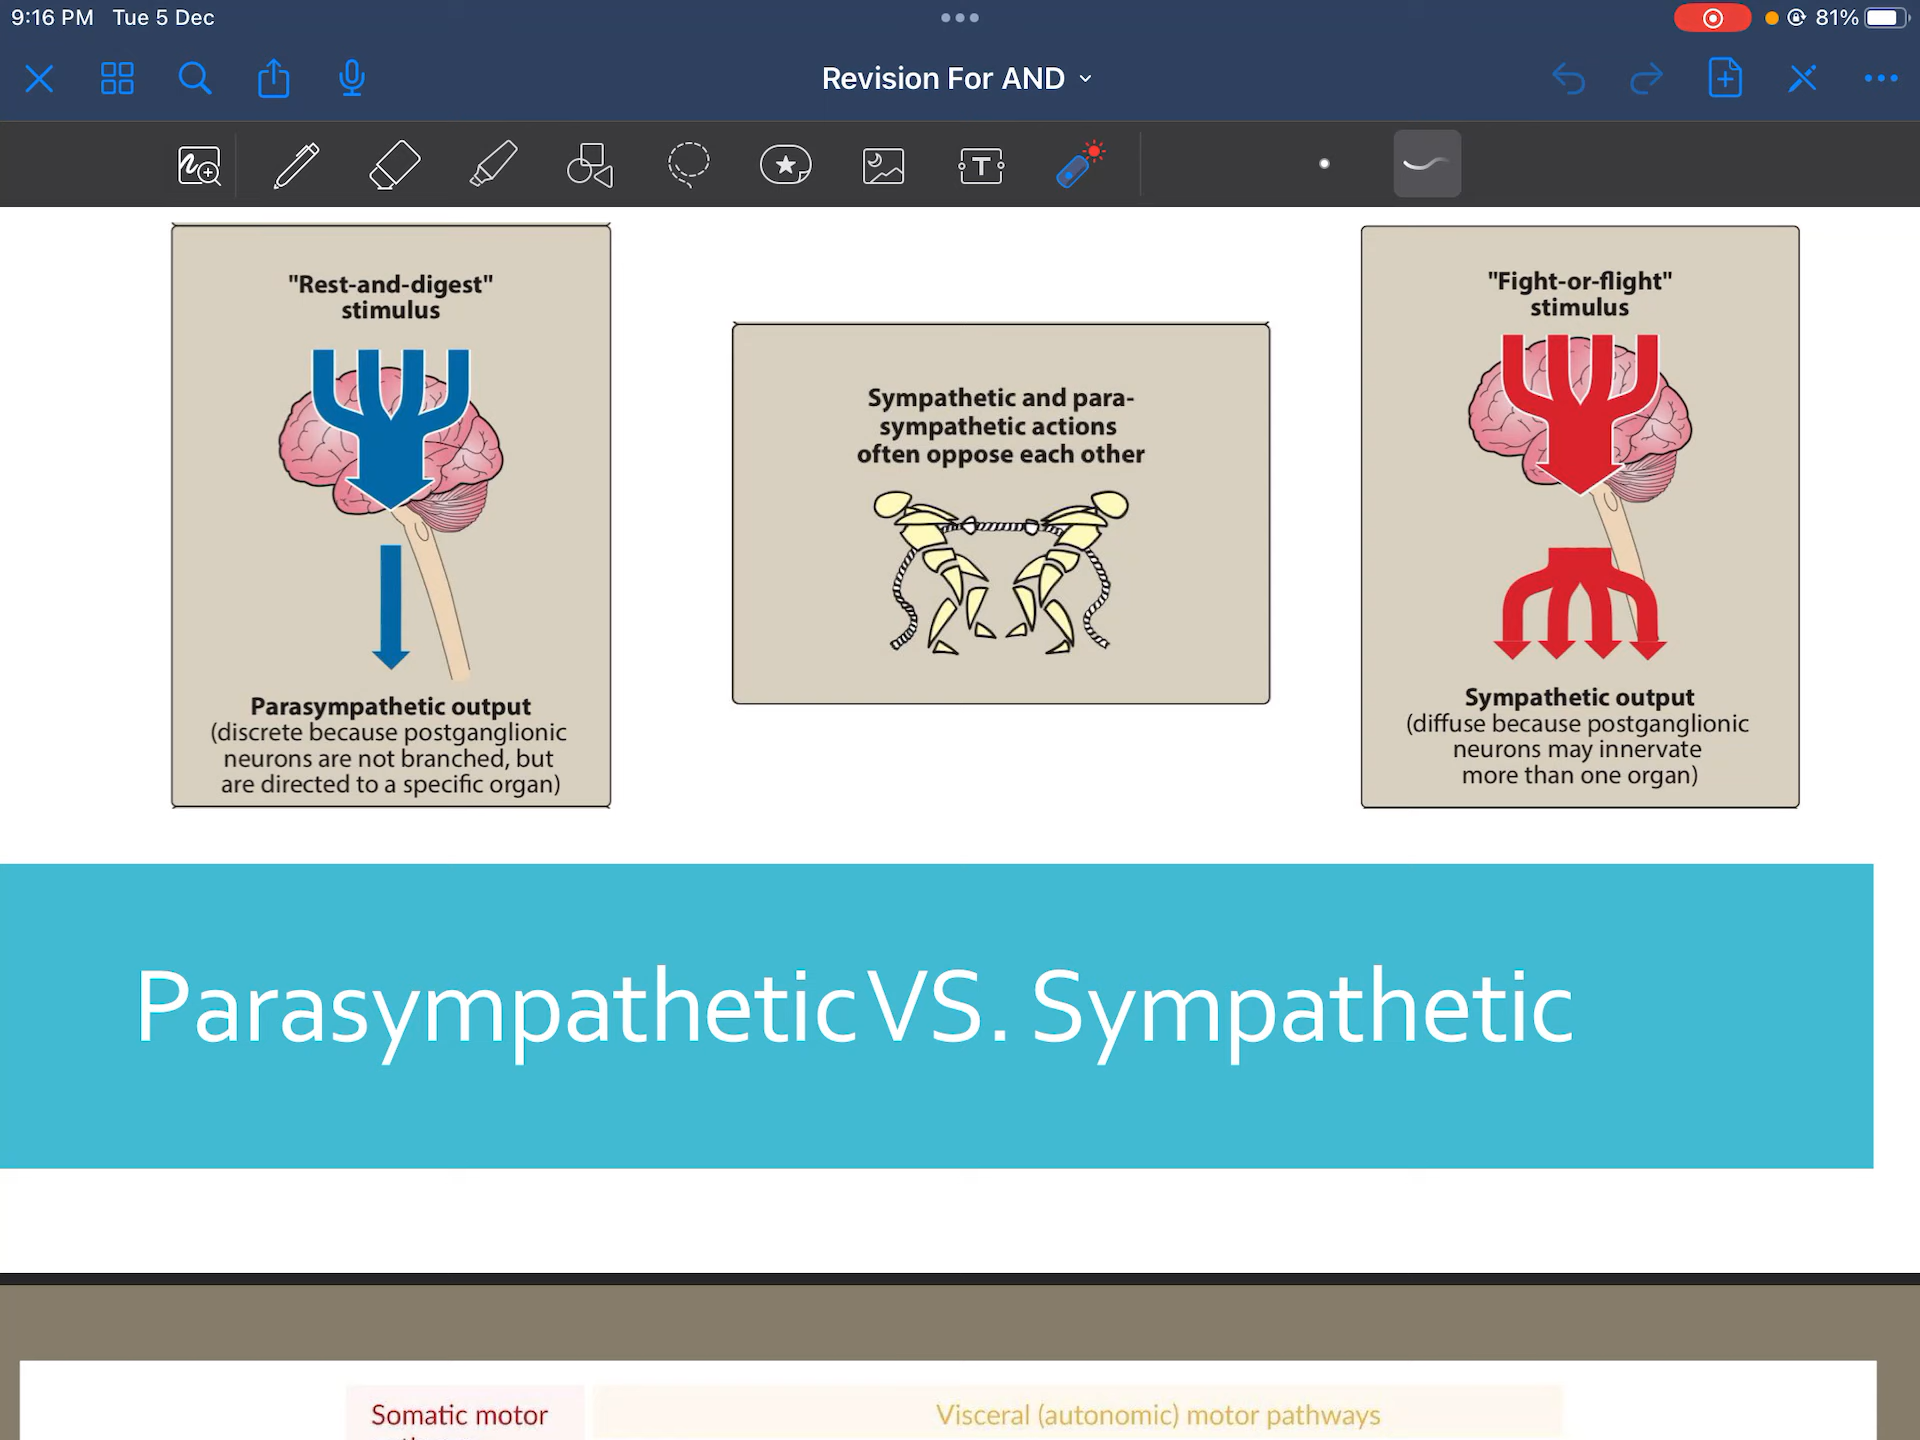 9:16 PM Tue 5 Dec
81%
Revision For AND
T
"Rest-and-digest"
stimulus
Parasympathetic output
(discrete because postganglionic
neurons are not branched, but
are directed to a specific organ)
Sympathetic and para-
sympathetic actions
often oppose each other
"Fight-or-flight"
stimulus
Sympathetic output
(diffuse because postganglionic
neurons may innervate
more than one organ)
Parasympathetic VS. Sympathetic
Somatic motor
Visceral (autonomic) motor pathways